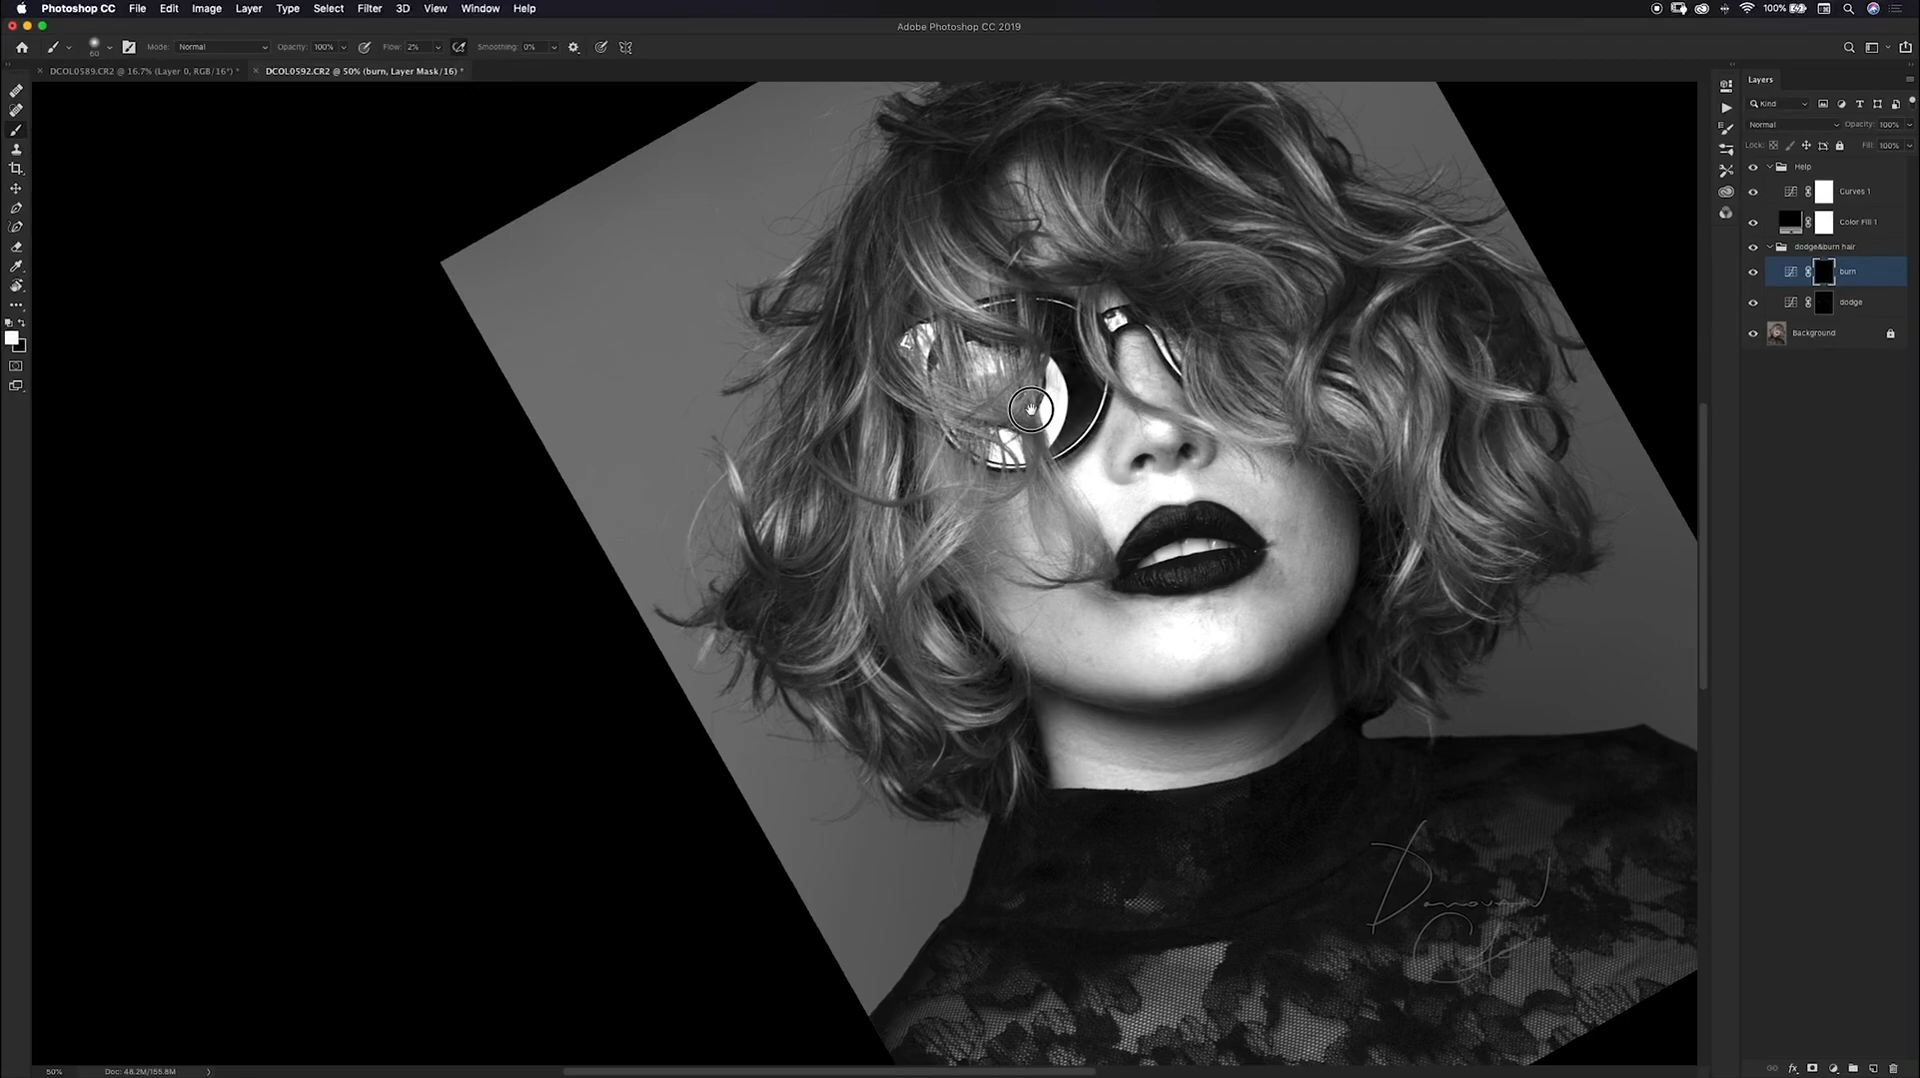 Photoshop CC File Edit Image Layer Type Select Filter 3D View Window Help 100%
Adobe Photoshop CC 2019
60 Mode: Normal Opacity: 100% Flow: 2% Smoothing: 0%
× DCOL0589.CR2 @ 16.7% (Layer 0, RGB/16*) * × DCOL0592.CR2 @ 50% (burn, Layer Mask/16) *
Layers
Kind
Normal Opacity: 100%
Lock: Fill: 100%
Help
Curves 1
Color Fill 1
dodge&burn hair
burn
dodge
Background
50% Doc: 48.2M/155.8M